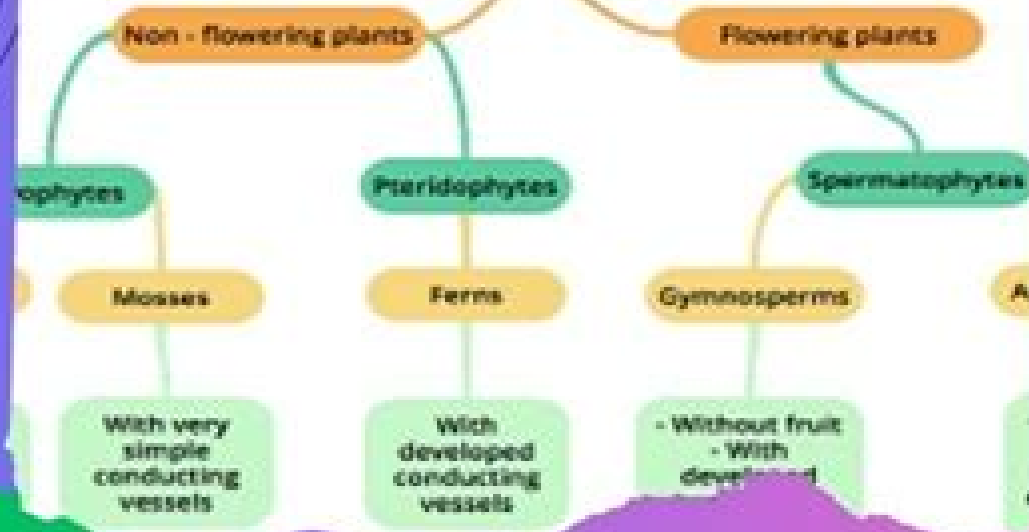 Non - flowering plants
Flowering plants
ophytes
Pteridophytes
Spermatophytes
Mosses
Ferns
Gymnosperms
A
With very
simple
conducting
vessels
With
developed
conducting
vessels
- Without fruit
- With
developed